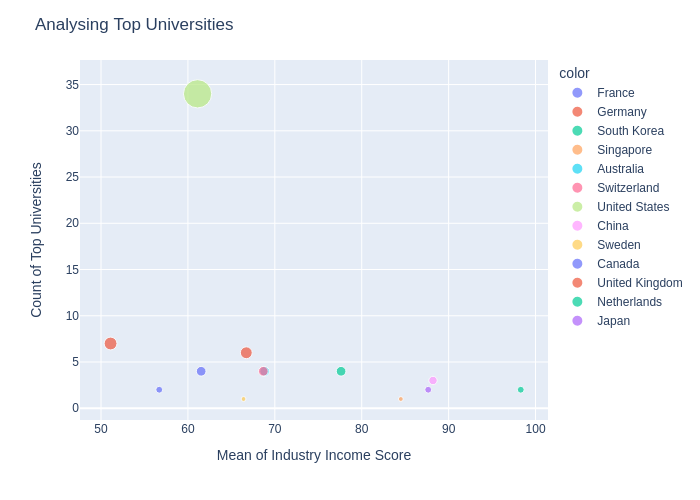 Analysing Top Universities
color
France
Germany
South Korea
Singapore
Australia
Switzerland
United States
China
Sweden
Canada
United Kingdom
Netherlands
Japan
Count of Top Universities
35
30
25
20
15
10
5
0
50 60 70 80 90 100
Mean of Industry Income Score